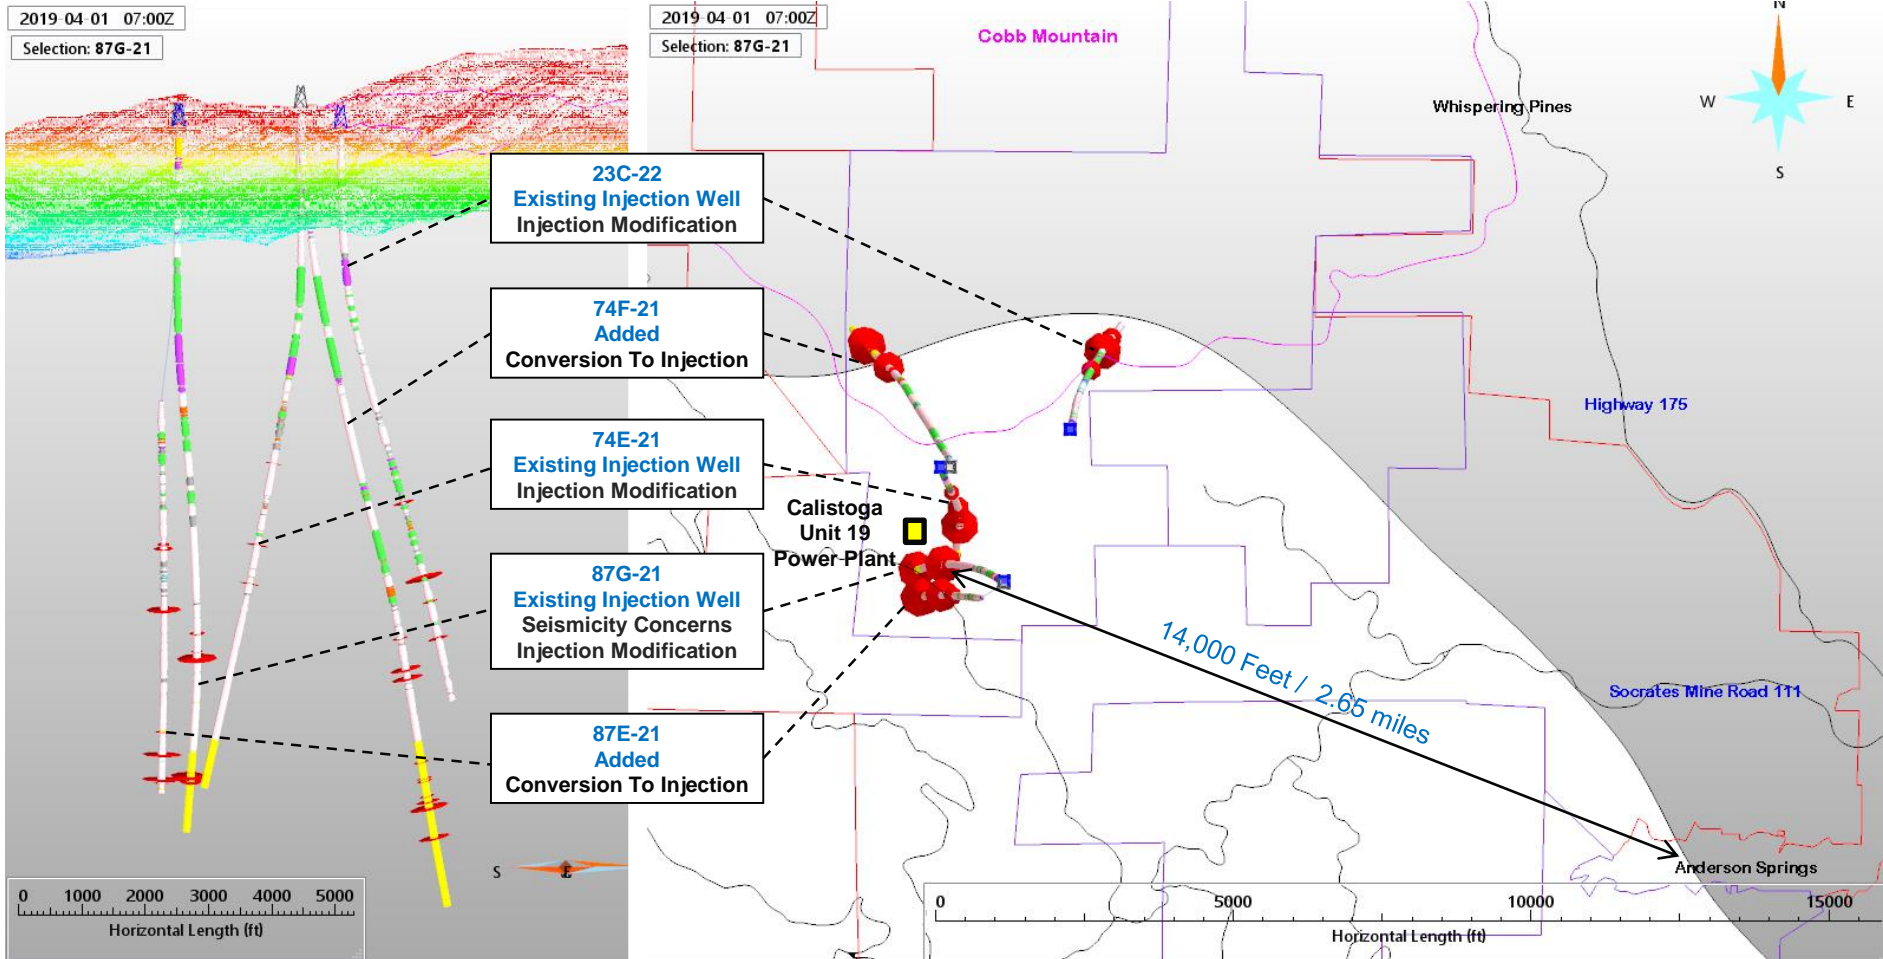 2019-04-01 07:00Z
Selection: 87G-21
2019-04-01 07:00Z
Selection: 87G-21
Cobb Mountain
N
W
E
S
Whispering Pines
23C-22
Existing Injection Well
Injection Modification
74F-21
Added
Conversion To Injection
Highway 175
74E-21
Existing Injection Well
Injection Modification
Calistoga
Unit 19
Power Plant
87G-21
Existing Injection Well
Seismicity Concerns
Injection Modification
14,000 Feet / 2.65 miles
Socrates Mine Road 111
87E-21
Added
Conversion To Injection
S
Anderson Springs
0 1000 2000 3000 4000 5000
Horizontal Length (ft)
0 5000 10000 15000
Horizontal Length (ft)